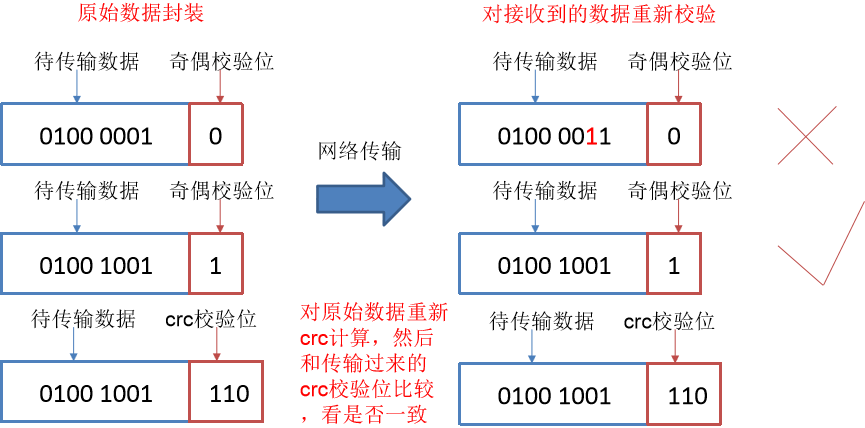 原始数据封装
对接收到的数据重新校验
待传输数据
奇偶校验位
待传输数据
奇偶校验位
0100 0001
0
0100 0011
0
网络传输
待传输数据
奇偶校验位
待传输数据
奇偶校验位
0100 1001
1
0100 1001
1
待传输数据
crc校验位
对原始数据重新
crc计算，然后
和传输过来的
crc校验位比较
，看是否一致
待传输数据
crc校验位
0100 1001
110
0100 1001
110